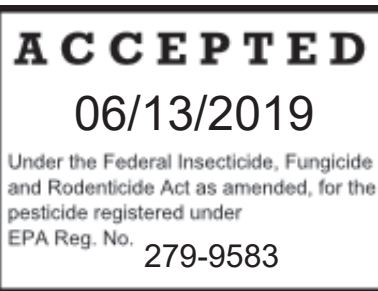 ACCEPTED
06/13/2019
Under the Federal Insecticide, Fungicide
and Rodenticide Act as amended, for the
pesticide registered under
EPA Reg. No. 279-9583